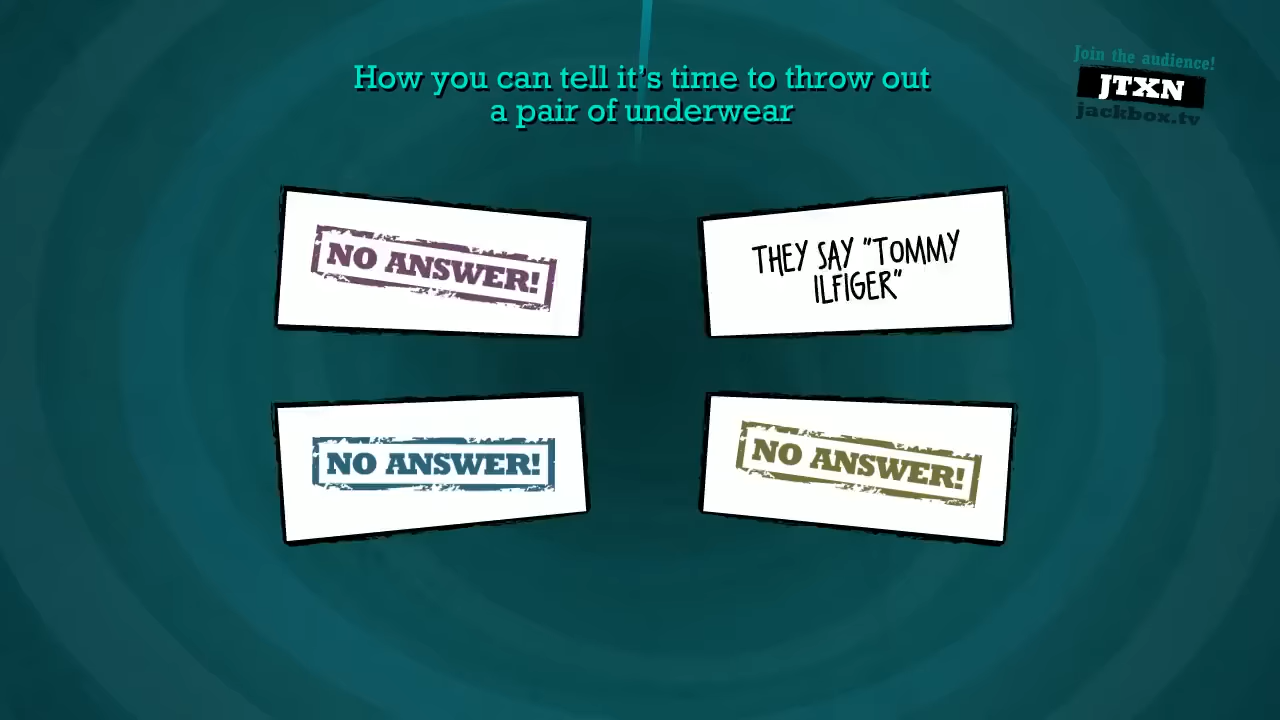 How you can tell it's time to throw out
a pair of underwear
Join the audience!
JTXN
jackbox.tv
NO ANSWER!
THEY SAY "TOMMY
ILFIGER"
NO ANSWER!
NO ANSWER!